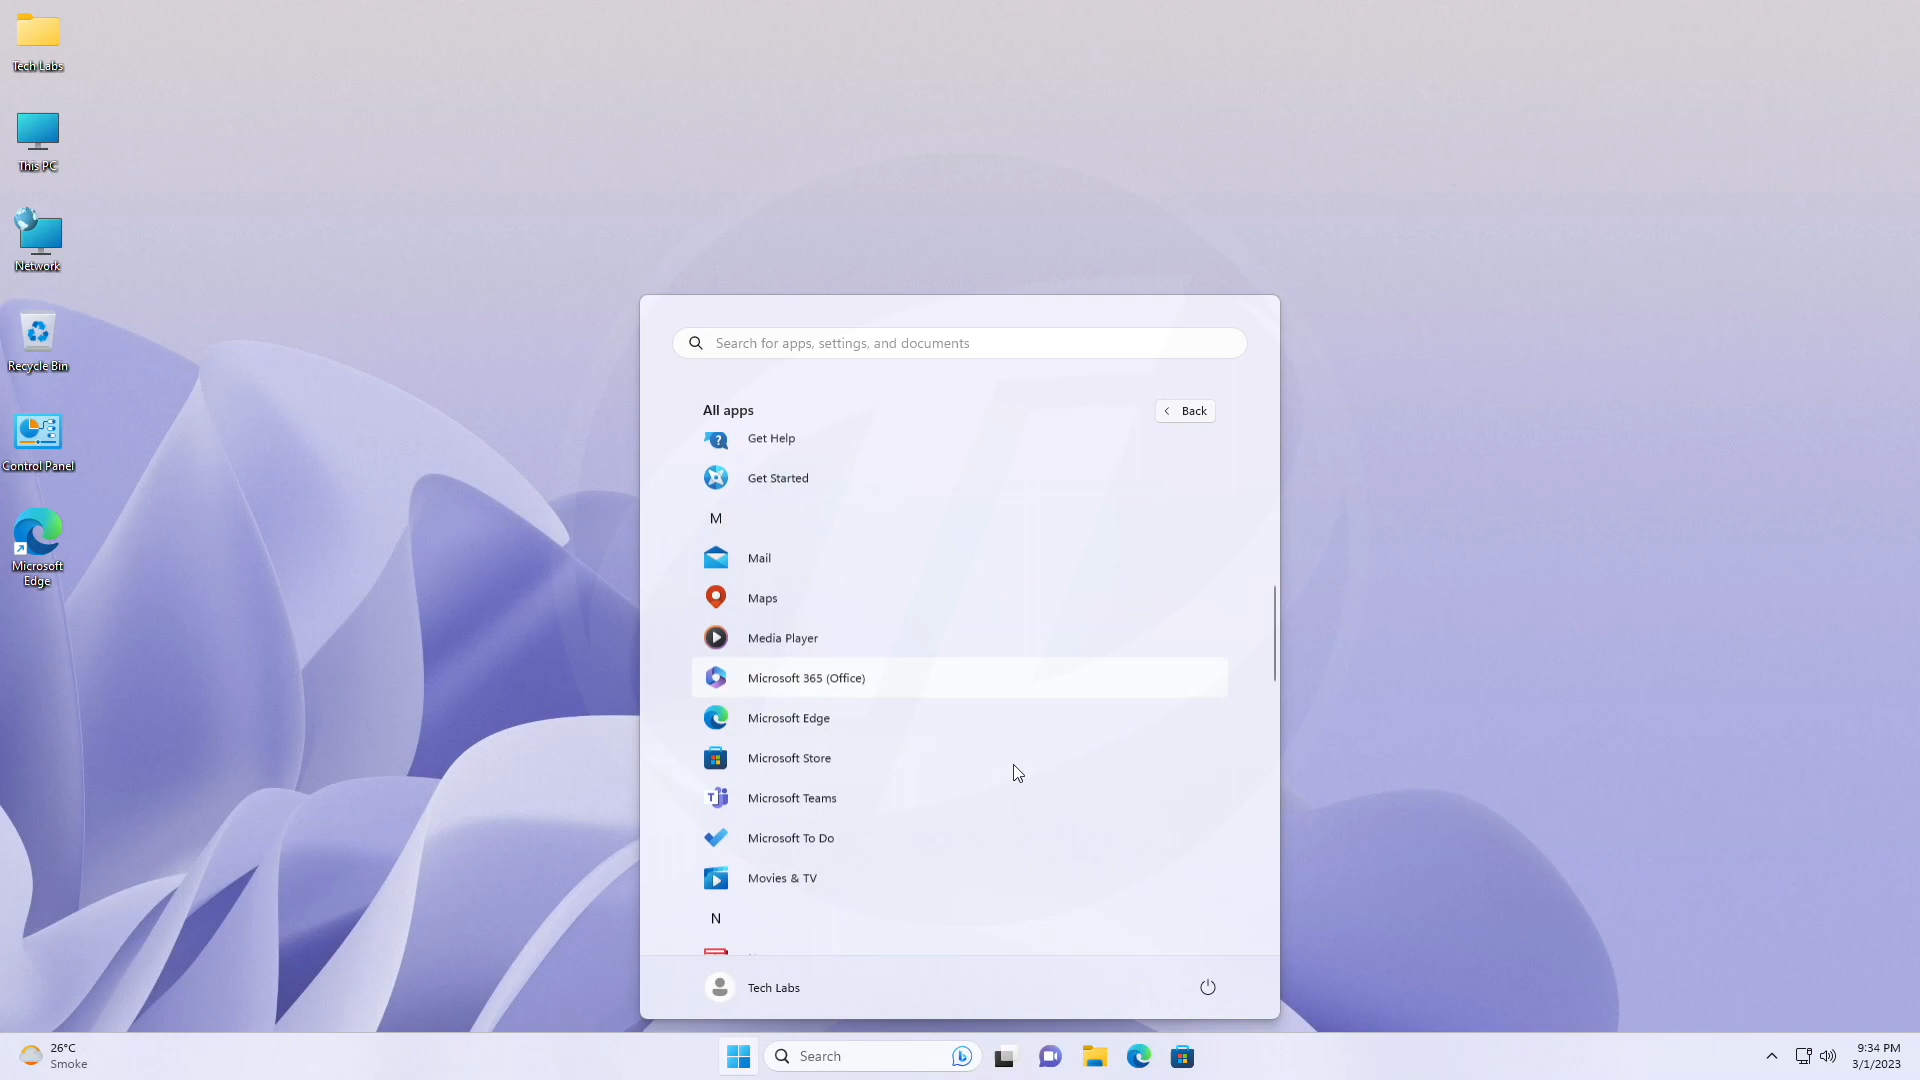 Tech Labs
This PC
Network
Recycle Bin
Control Panel
Microsoft
Edge
Search for apps, settings, and documents
All apps
Back
Get Help
Get Started
M
Mail
Maps
Media Player
Microsoft 365 (Office)
Microsoft Edge
Microsoft Store
Microsoft Teams
Microsoft To Do
Movies & TV
N
Tech Labs
26°C
Smoke
Search
9:34 PM
3/1/2023